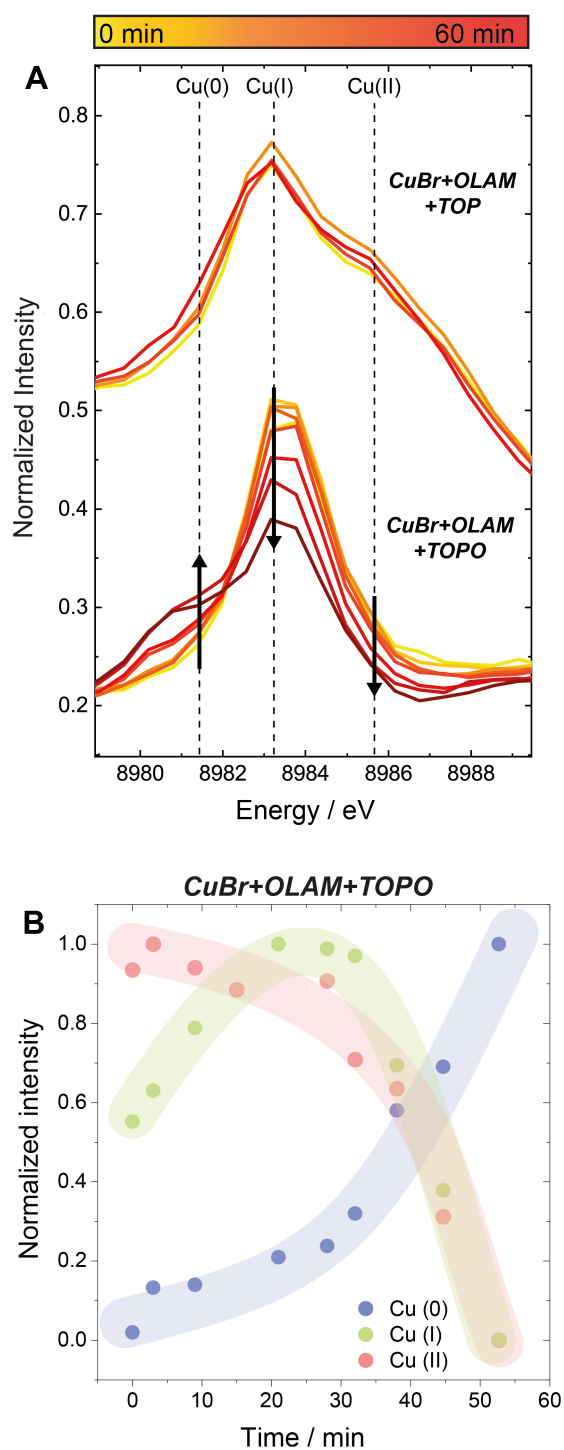 0 min 60 min
A
Cu(0) Cu(I) Cu(II)
0.8
0.7
0.6
0.5
0.4
0.3
0.2
Normalized Intensity
CuBr+OLAM
+TOP
CuBr+OLAM
+TOPO
8980 8982 8984 8986 8988
Energy / eV
CuBr+OLAM+TOPO
B
1.0
0.8
0.6
0.4
0.2
0.0
Normalized intensity
Cu (0)
Cu (I)
Cu (II)
0 10 20 30 40 50 60
Time / min